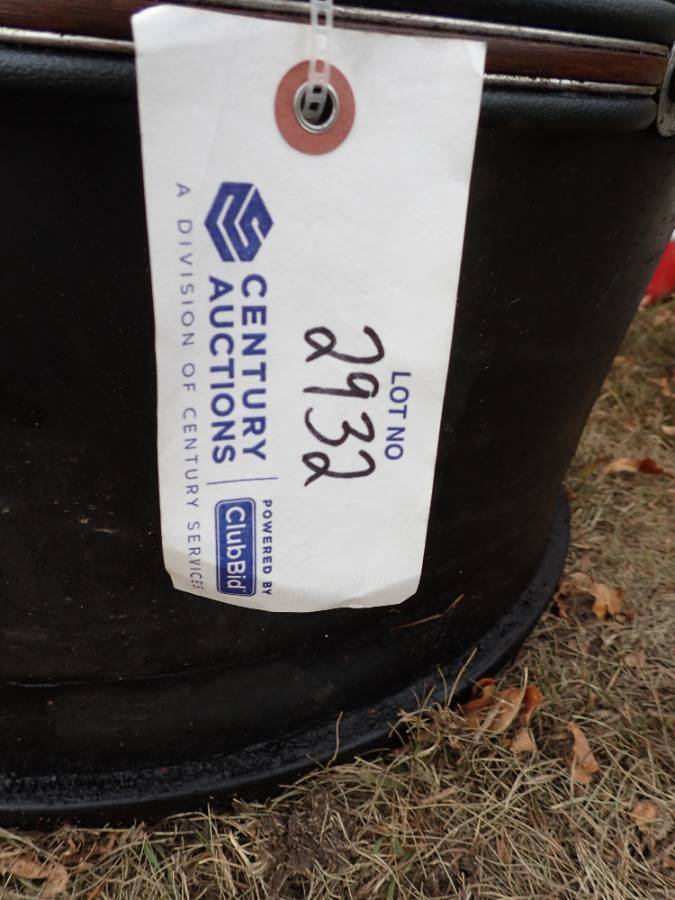 LOT NO
2932
CENTURY
AUCTIONS
A DIVISION OF CENTURY SERVICES
POWERED BY
ClubBid